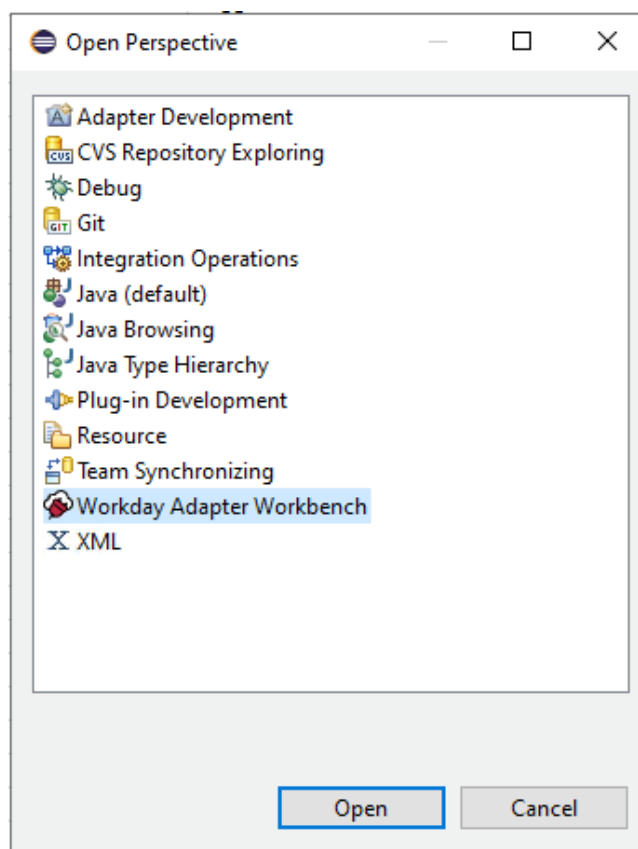 Open Perspective
Adapter Development
CVS Repository Exploring
Debug
Git
Integration Operations
Java (default)
Java Browsing
Java Type Hierarchy
Plug-in Development
Resource
Team Synchronizing
Workday Adapter Workbench
XML
Open Cancel